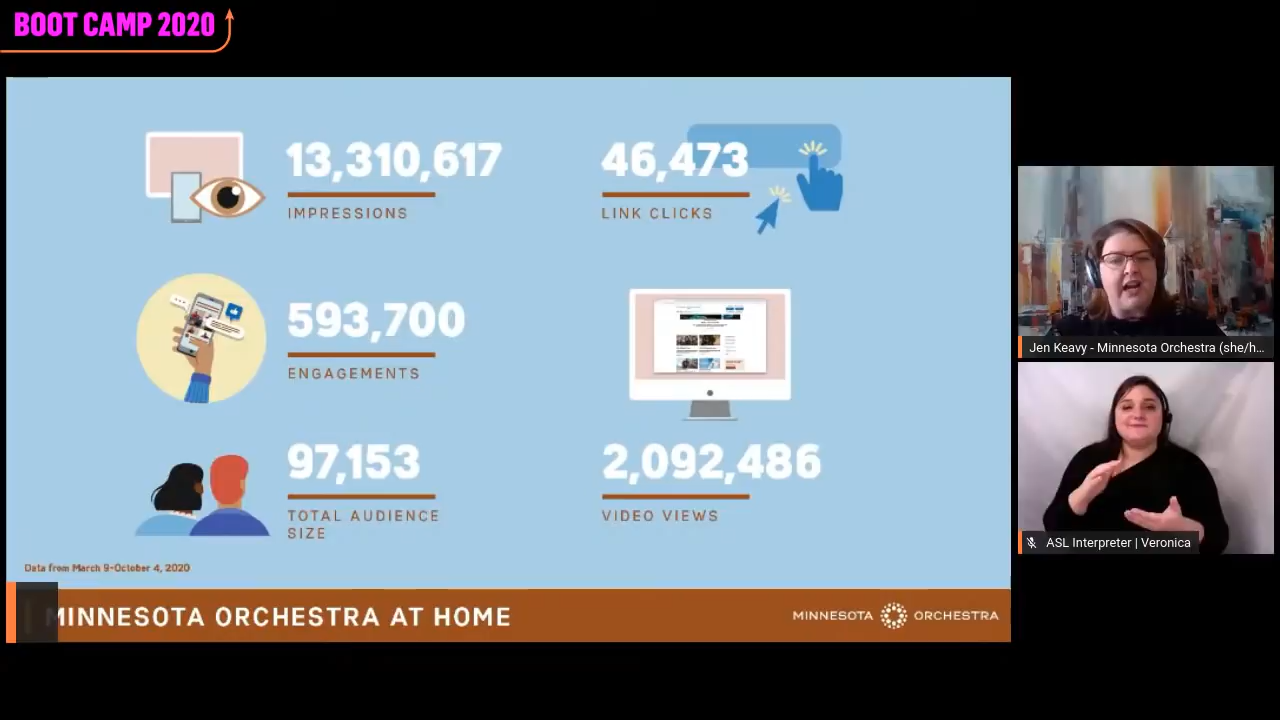 BOOT CAMP 2020
13,310,617
IMPRESSIONS
46,473
LINK CLICKS
593,700
ENGAGEMENTS
97,153
TOTAL AUDIENCE
SIZE
2,092,486
VIDEO VIEWS
Data from March 9-October 4, 2020
MINNESOTA ORCHESTRA AT HOME
MINNESOTA ORCHESTRA
Jen Keavy - Minnesota Orchestra (she/h...
ASL Interpreter | Veronica